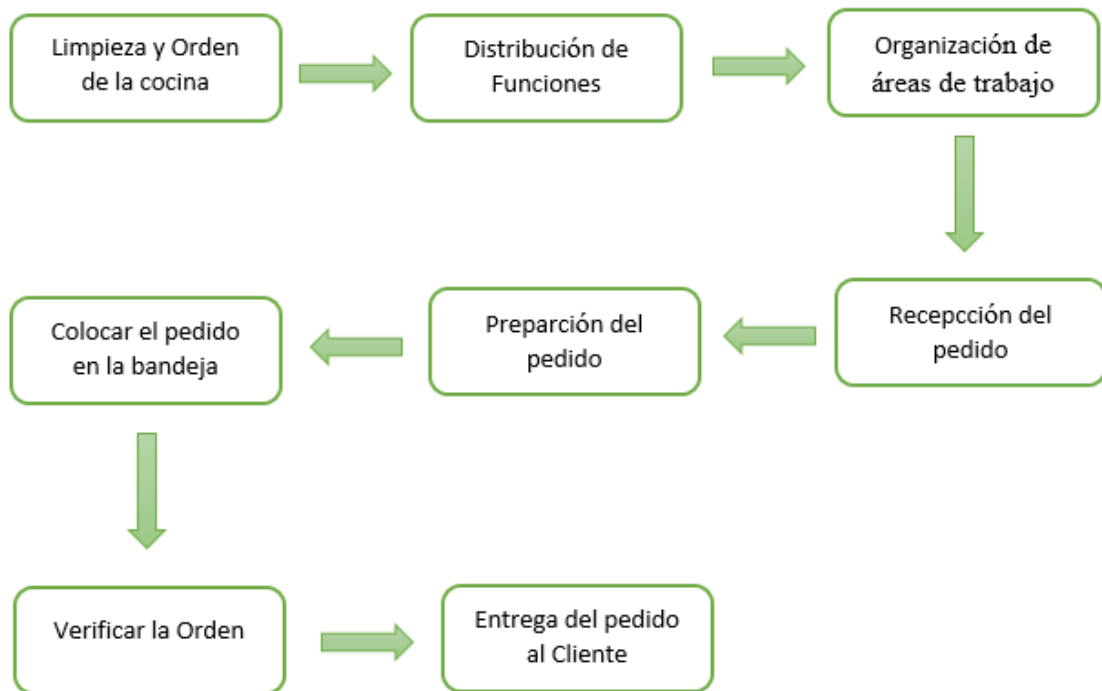 Limpieza y Orden
de la cocina
Distribución de
Funciones
Organización de
áreas de trabajo
Recepcción del
pedido
Preparción del
pedido
Colocar el pedido
en la bandeja
Verificar la Orden
Entrega del pedido
al Cliente